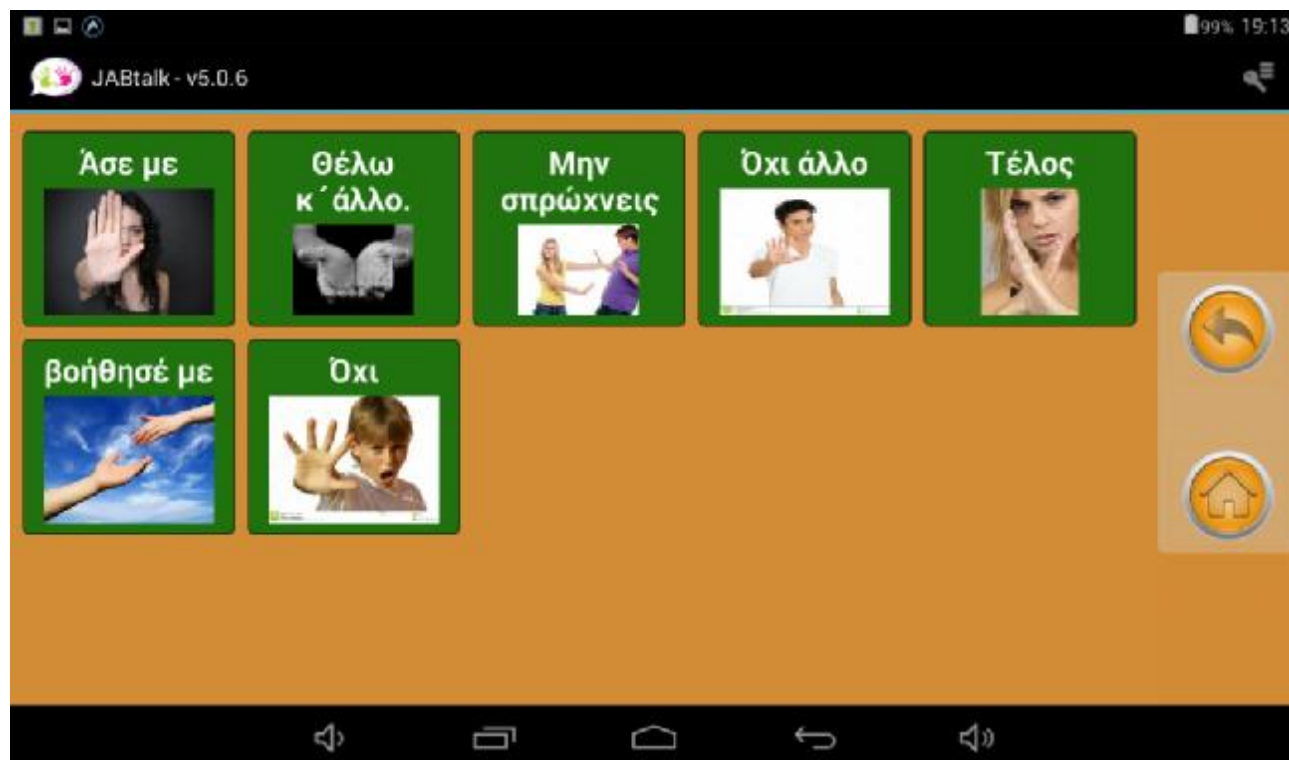 99% 19:13
JABtalk - v5.0.6
Άσε με
Θέλω
κ΄άλλο.
Μην
σπρώχνεις
Όχι άλλο
Τέλος
βοήθησέ με
Όχι